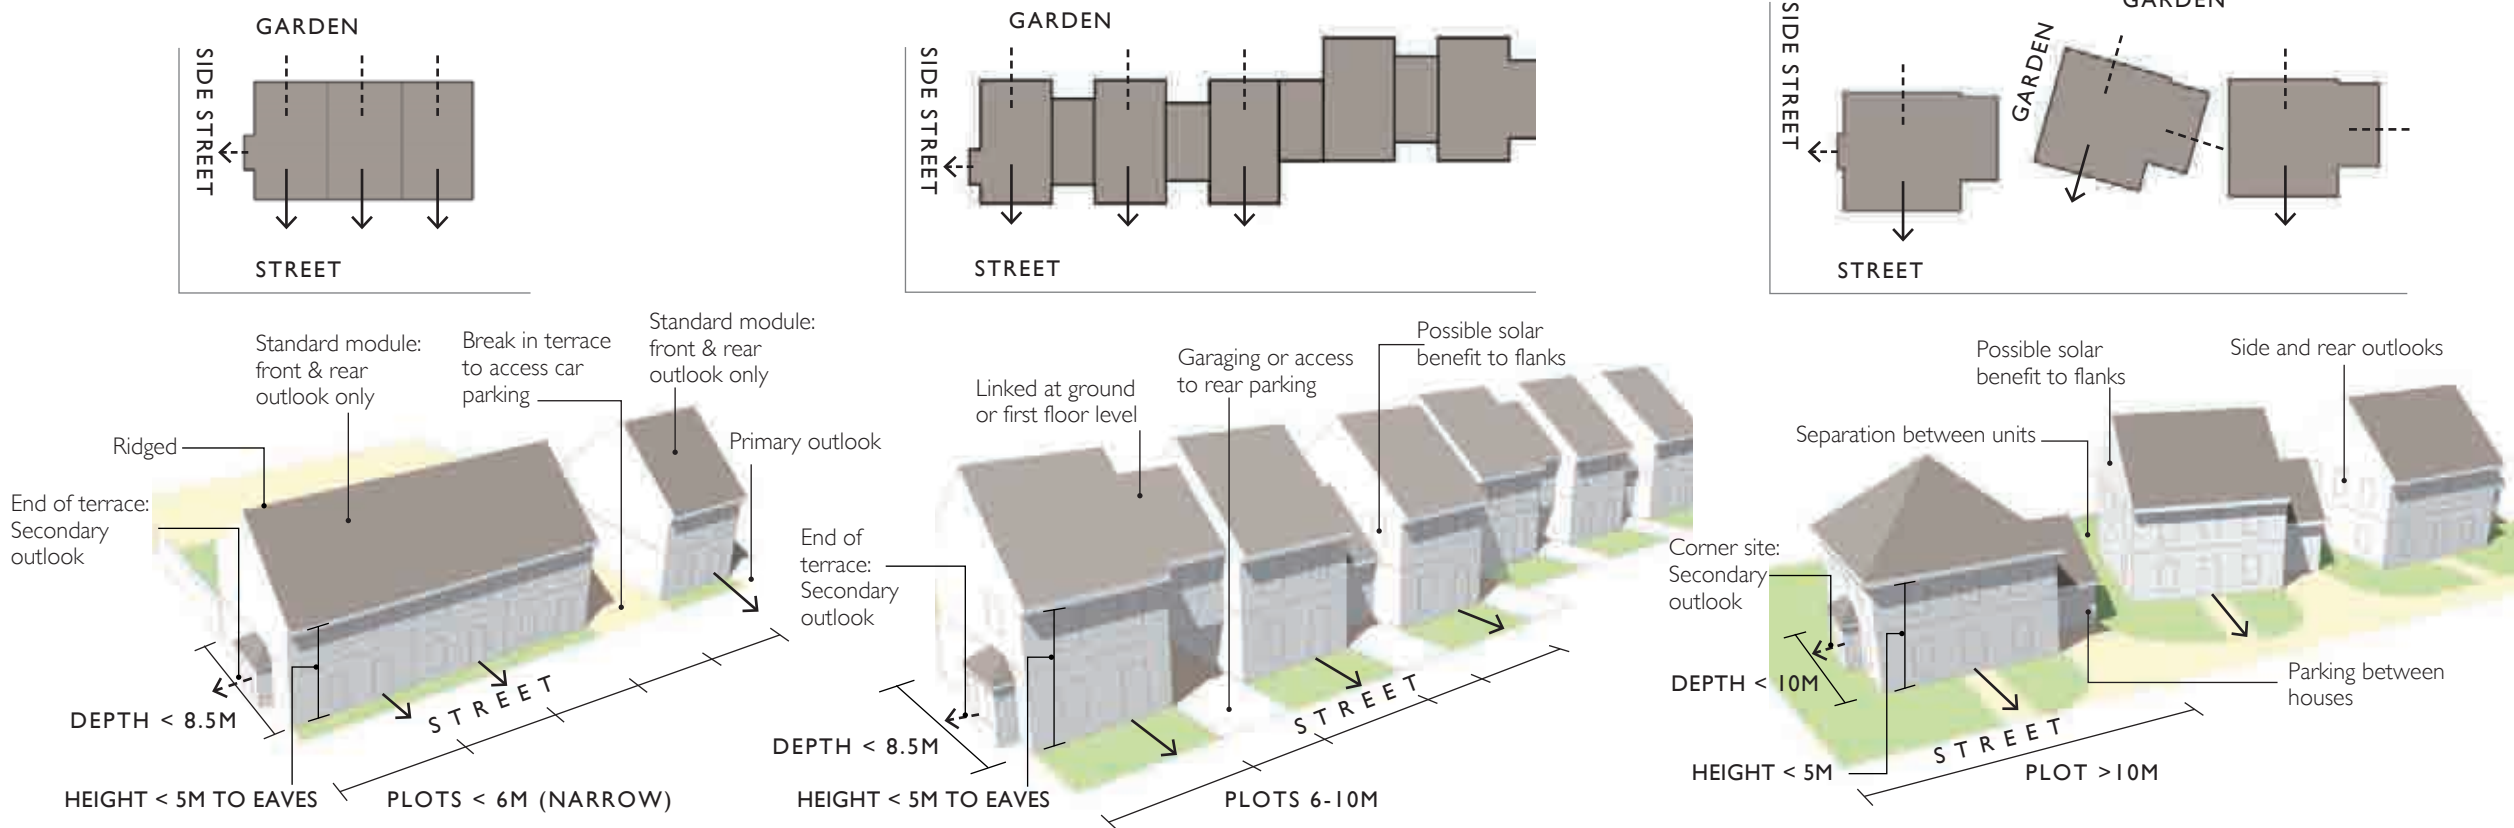 GARDEN
SIDE STREET
STREET
GARDEN
SIDE STREET
STREET
GARDEN
SIDE STREET
GARDEN
STREET
Standard module:
front & rear
outlook only
Break in terrace
to access car
parking
Standard module:
front & rear
outlook only
Ridged
Primary outlook
End of terrace:
Secondary
outlook
STREET
DEPTH < 8.5M
HEIGHT < 5M TO EAVES
PLOTS < 6M (NARROW)
Linked at ground
or first floor level
Garaging or access
to rear parking
Possible solar
benefit to flanks
End of
terrace:
Secondary
outlook
STREET
DEPTH < 8.5M
HEIGHT < 5M TO EAVES
PLOTS 6-10M
Possible solar
benefit to flanks
Side and rear outlooks
Separation between units
Corner site:
Secondary
outlook
DEPTH < 10M
Parking between
houses
STREET
HEIGHT < 5M
PLOT >10M